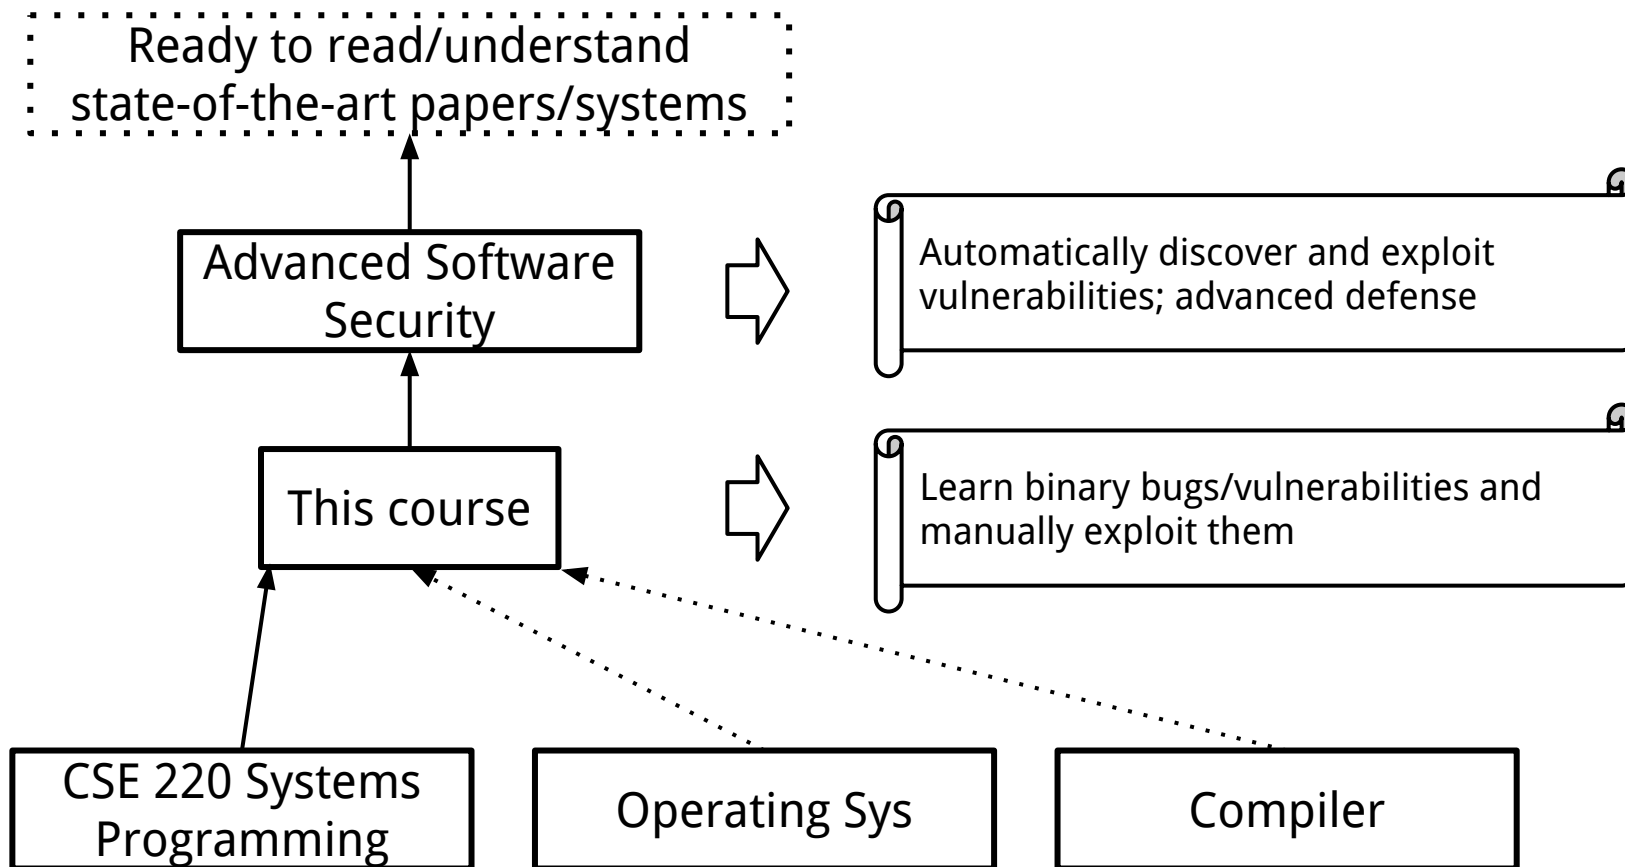 Ready to read/understand
state-of-the-art papers/systems
Advanced Software
Security
Automatically discover and exploit
vulnerabilities; advanced defense
This course
Learn binary bugs/vulnerabilities and
manually exploit them
CSE 220 Systems
Programming
Operating Sys
Compiler